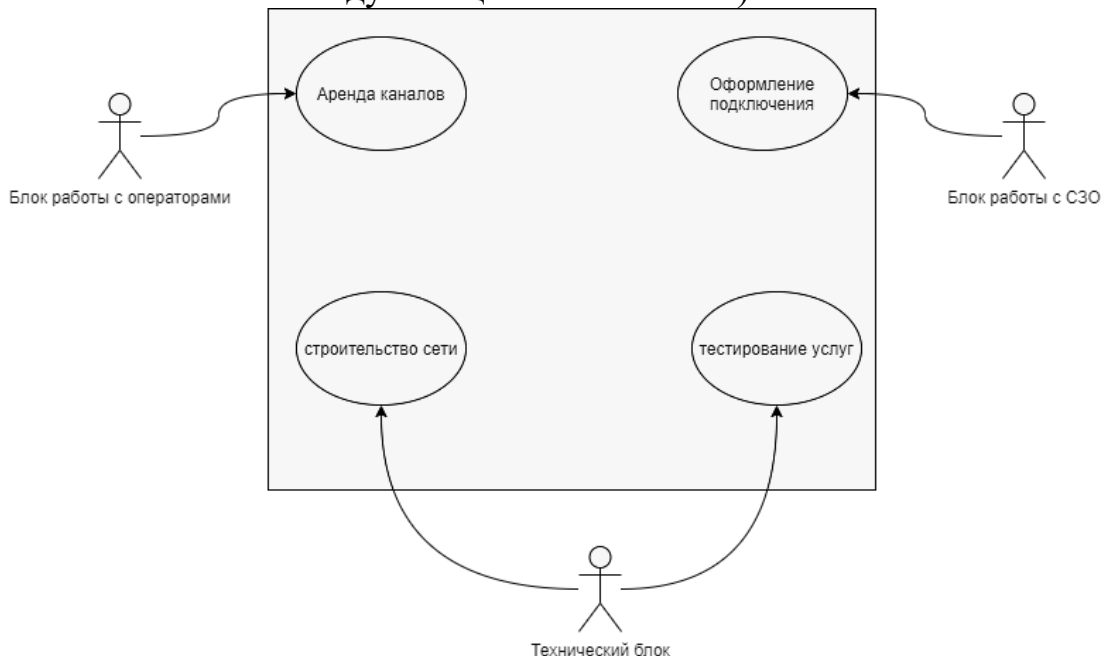 Аренда каналов
Оформление
подключения
Блок работы с операторами
Блок работы с СЗО
строительство сети
тестирование услуг
Технический блок